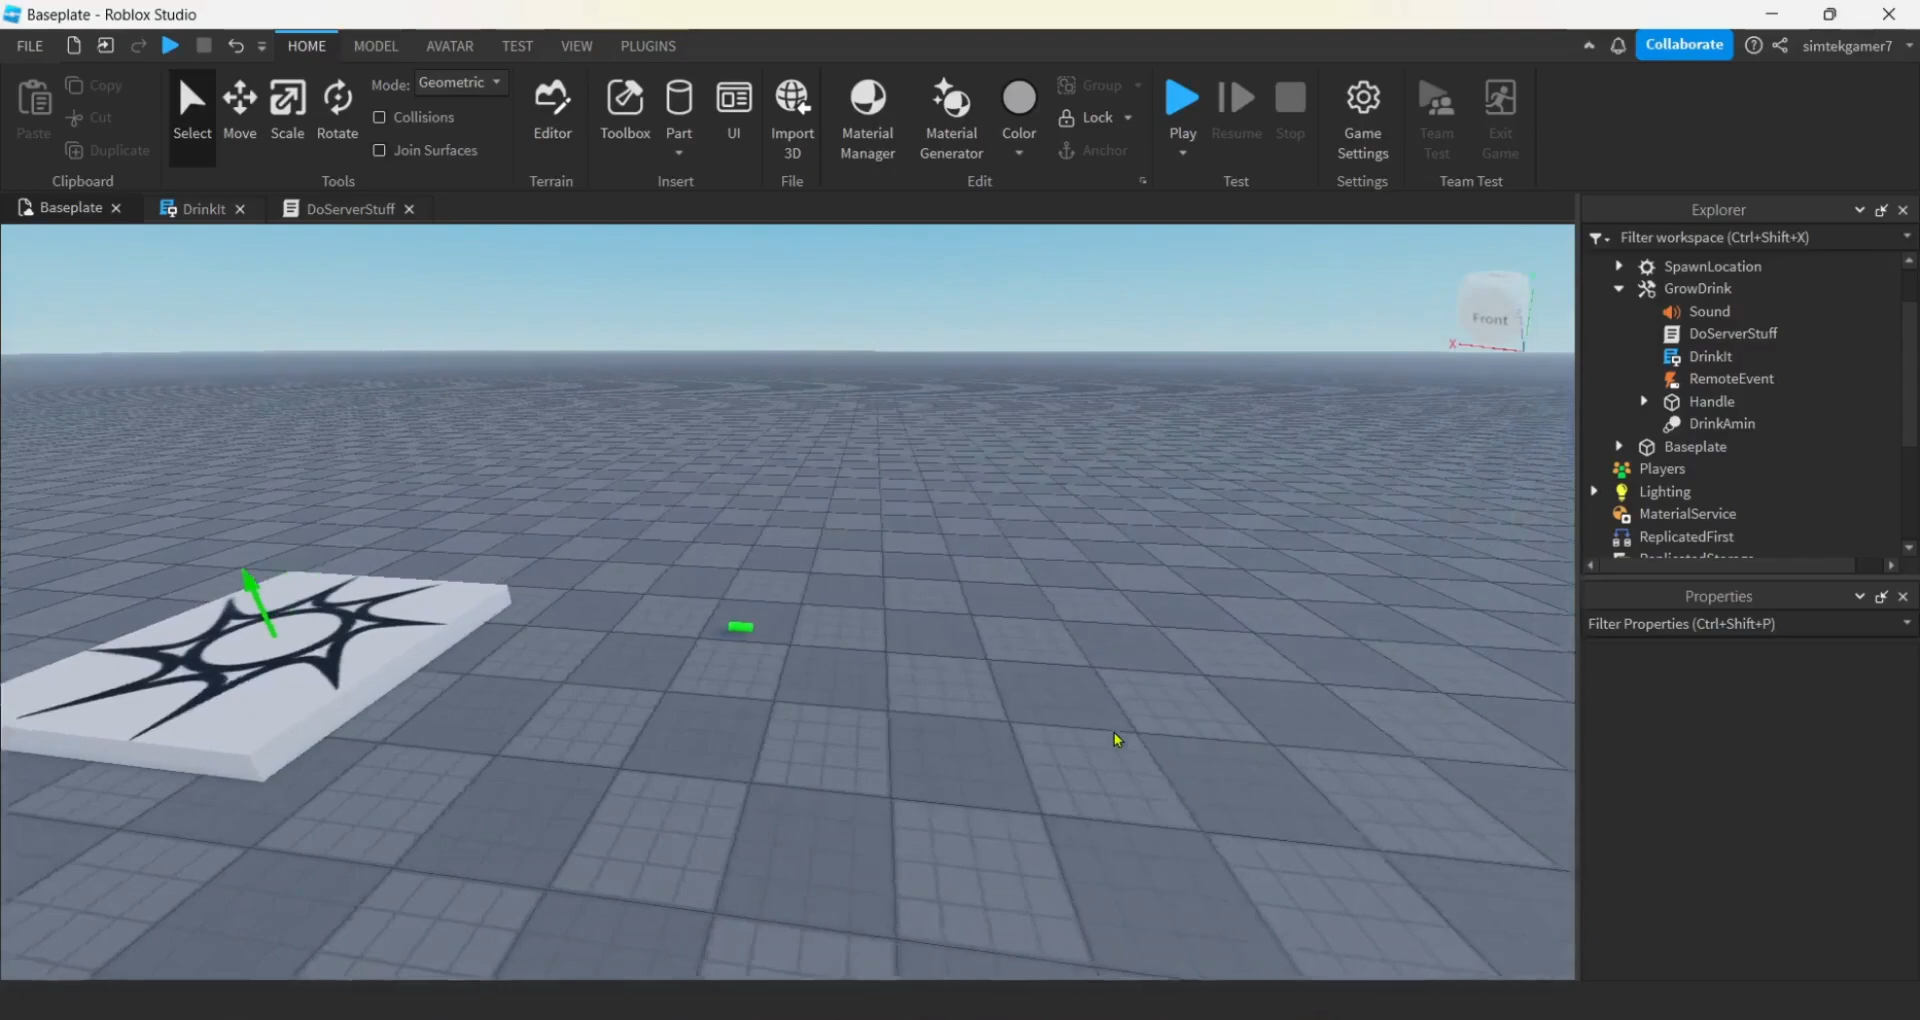 Baseplate - Roblox Studio
FILE
HOME
MODEL
AVATAR
TEST
VIEW
PLUGINS
Collaborate
simtekgamer7
Paste
Copy
Cut
Duplicate
Clipboard
Select
Move
Scale
Rotate
Mode: Geometric
Collisions
Join Surfaces
Tools
Editor
Terrain
Toolbox
Part
UI
Insert
Import
3D
File
Material
Manager
Material
Generator
Color
Group
Lock
Anchor
Edit
Play
Resume
Stop
Test
Game
Settings
Settings
Team
Test
Exit
Game
Team Test
Baseplate
DrinkIt
DoServerStuff
Front
X
Explorer
Filter workspace (Ctrl+Shift+X)
SpawnLocation
GrowDrink
Sound
DoServerStuff
DrinkIt
RemoteEvent
Handle
DrinkAmin
Baseplate
Players
Lighting
MaterialService
ReplicatedFirst
Properties
Filter Properties (Ctrl+Shift+P)